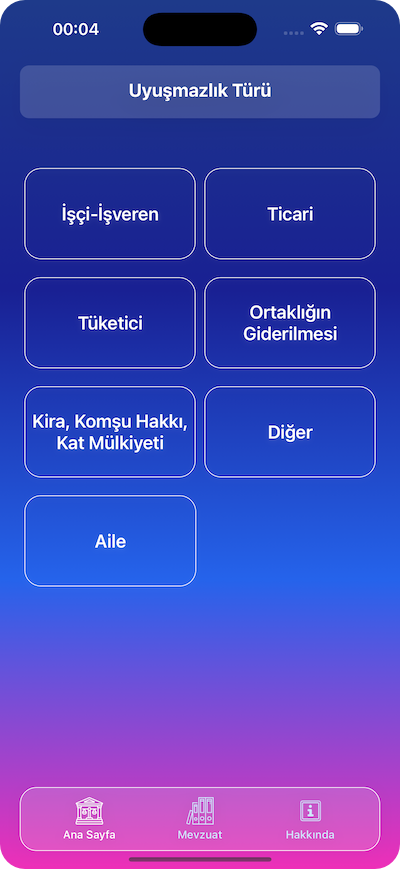 00:04
Uyuşmazlık Türü
İşçi-İşveren
Ticari
Tüketici
Ortaklığın
Giderilmesi
Kira, Komşu Hakkı,
Kat Mülkiyeti
Diğer
Aile
Ana Sayfa
Mevzuat
Hakkında